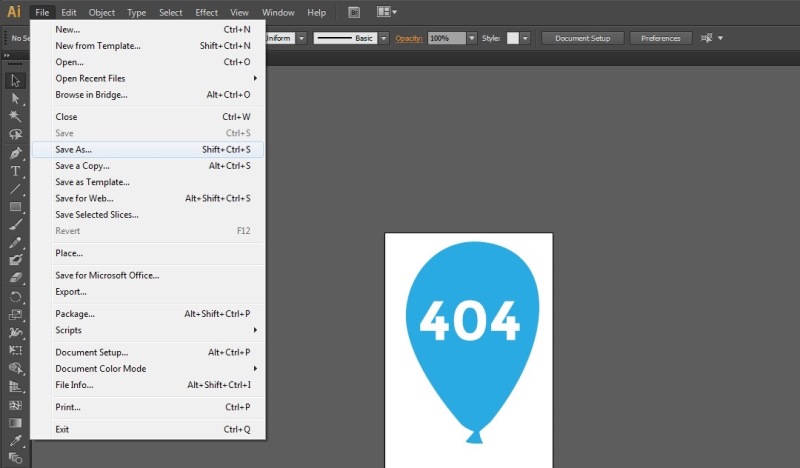 Ai File Edit Object Type Select Effect View Window Help Br
Uniform Basic Opacity: 100% Style: Document Setup Preferences
New... Ctrl+N
New from Template... Shift+Ctrl+N
Open... Ctrl+O
Open Recent Files
Browse in Bridge... Alt+Ctrl+O
Close Ctrl+W
Save Ctrl+S
Save As... Shift+Ctrl+S
Save a Copy... Alt+Ctrl+S
Save as Template...
Save for Web... Alt+Shift+Ctrl+S
Save Selected Slices...
Revert F12
Place...
Save for Microsoft Office...
Export...
Package... Alt+Shift+Ctrl+P
Scripts
Document Setup... Alt+Ctrl+P
Document Color Mode
File Info... Alt+Shift+Ctrl+I
Print... Ctrl+P
Exit Ctrl+Q
404